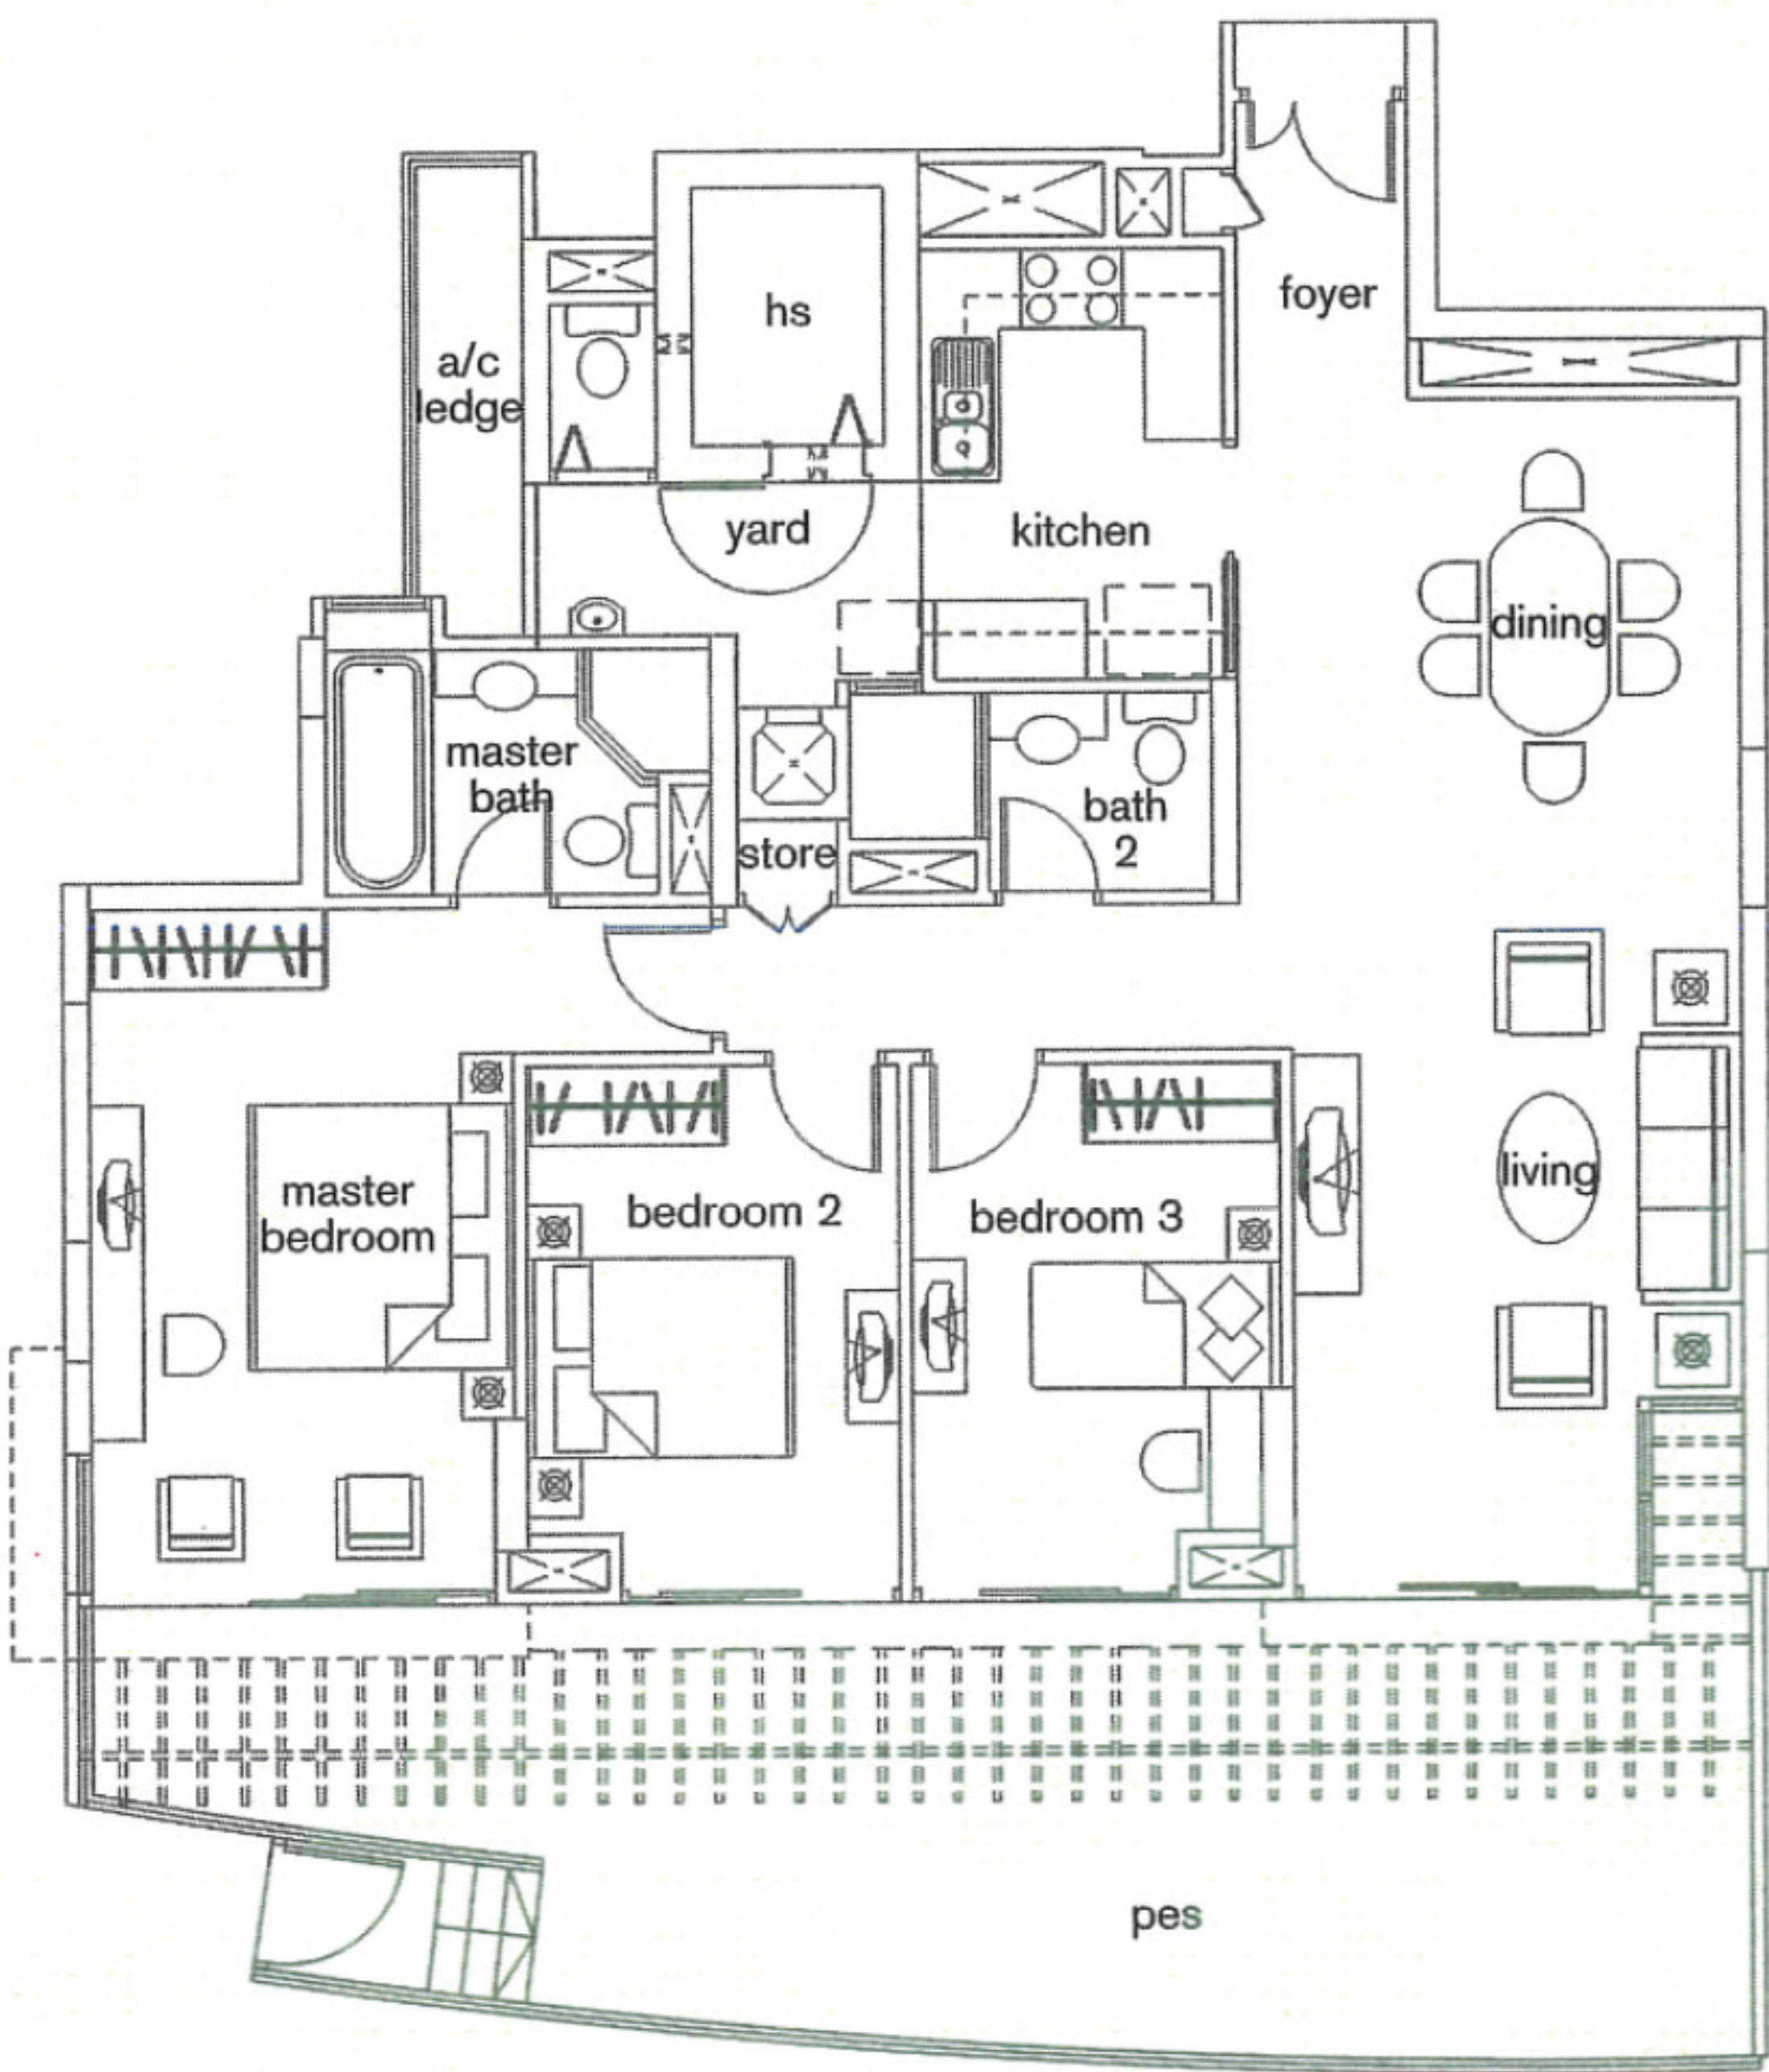 foyer
hs
a/c
ledge
yard
kitchen
dining
master
bath
bath
2
store
living
master
bedroom
bedroom 2
bedroom 3
pes